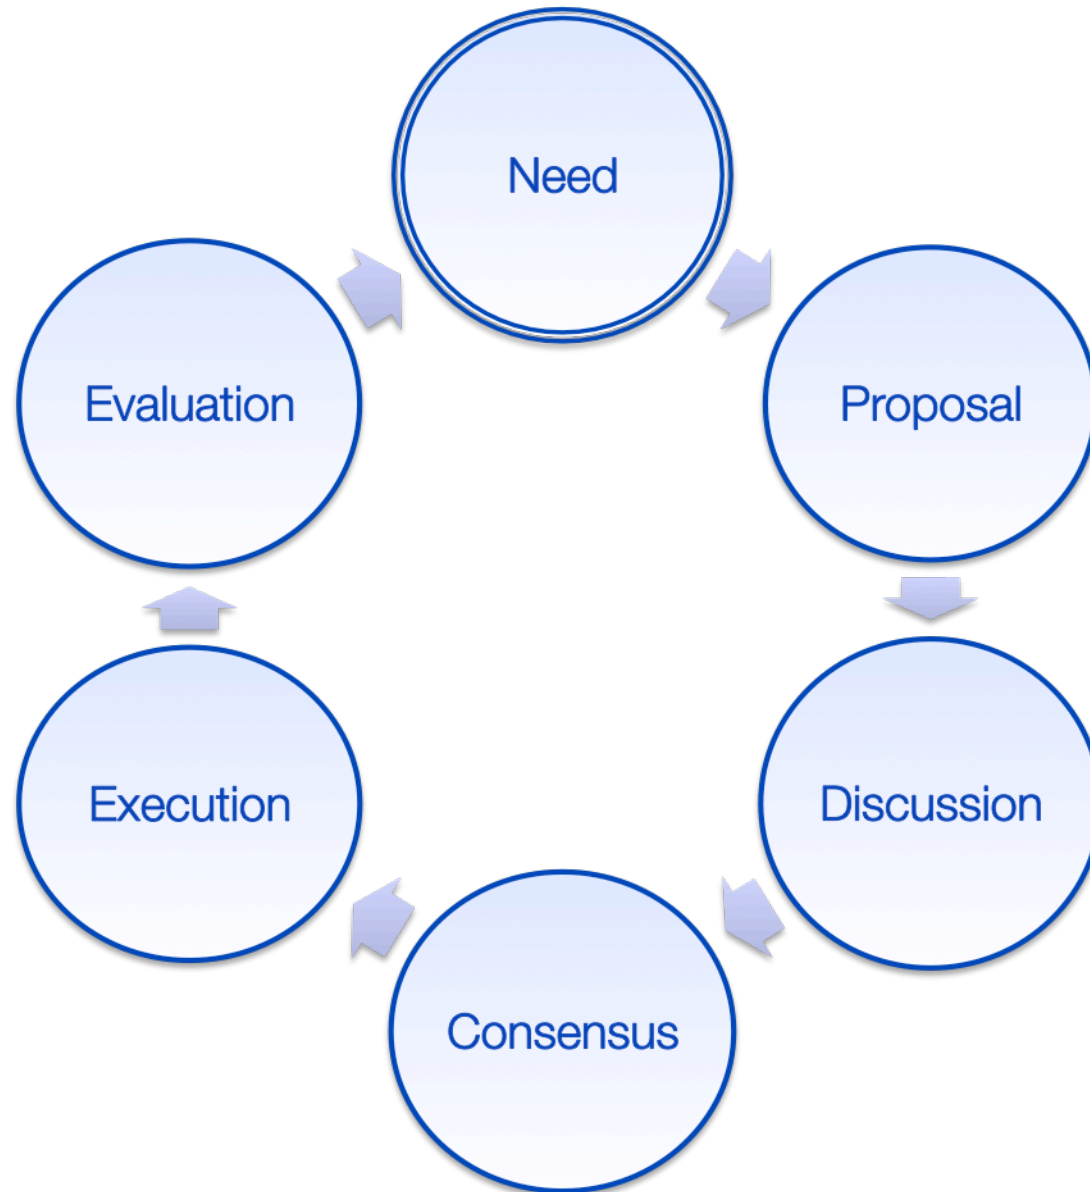 Need
Proposal
Discussion
Consensus
Execution
Evaluation